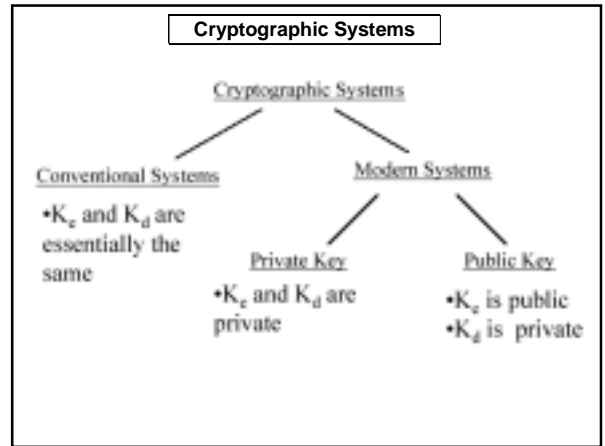 Cryptographic Systems
Cryptographic Systems
Conventional Systems
•Ke and Kd are
essentially the
same
Modern Systems
Private Key
•Ke and Kd are
private
Public Key
•Ke is public
•Kd is private